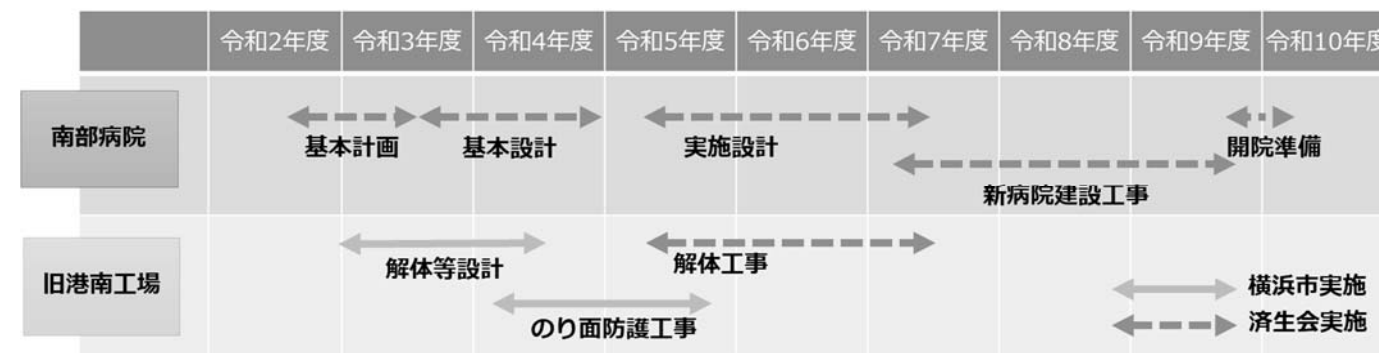 令和2年度 令和3年度 令和4年度 令和5年度 令和6年度 令和7年度 令和8年度 令和9年度 令和10年度
南部病院
基本計画 基本設計 実施設計 開院準備
新病院建設工事
旧港南工場
解体等設計 解体工事
のり面防護工事
横浜市実施
済生会実施